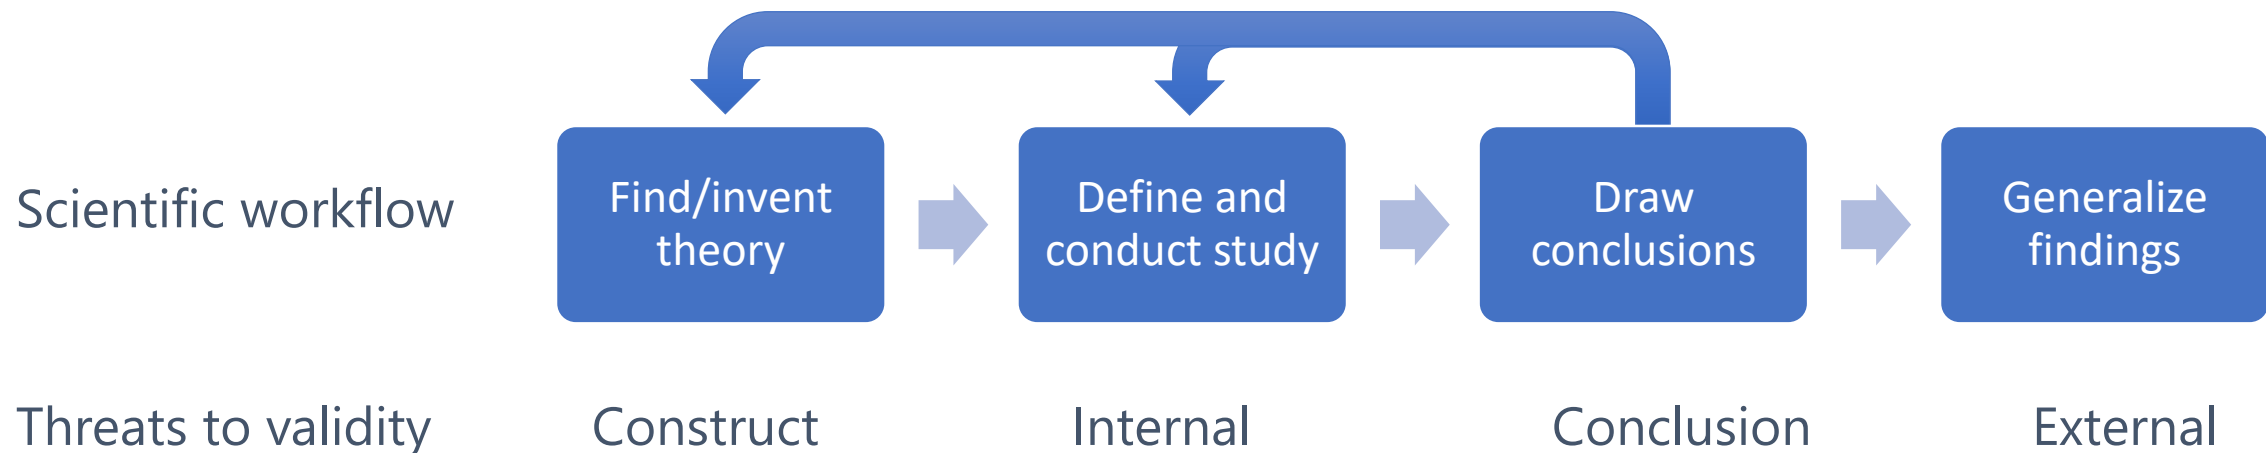 Scientific workflow
Find/invent
theory
Define and
conduct study
Draw
conclusions
Generalize
findings
Threats to validity
Construct
Internal
Conclusion
External